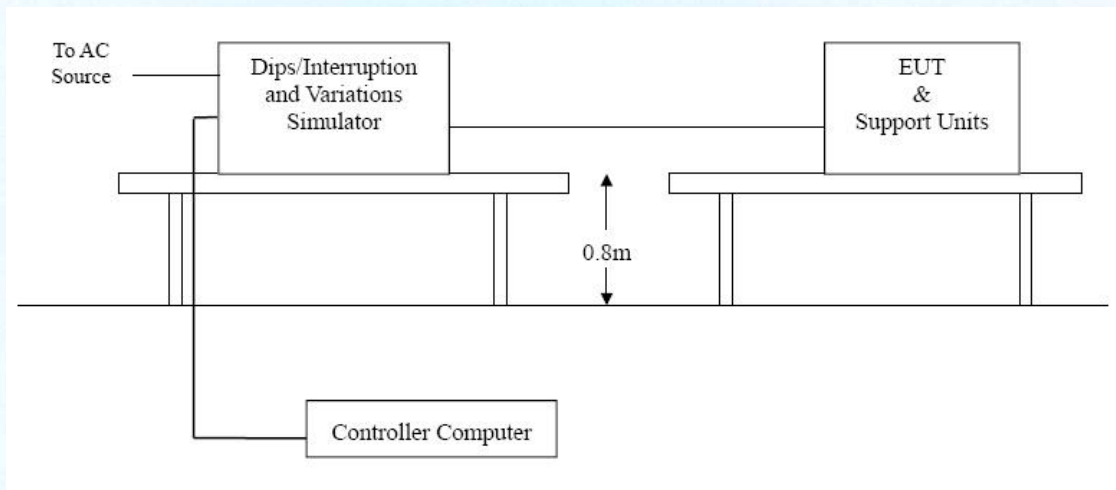 To AC
Source
Dips/Interruption
and Variations
Simulator
EUT
&
Support Units
0.8m
Controller Computer